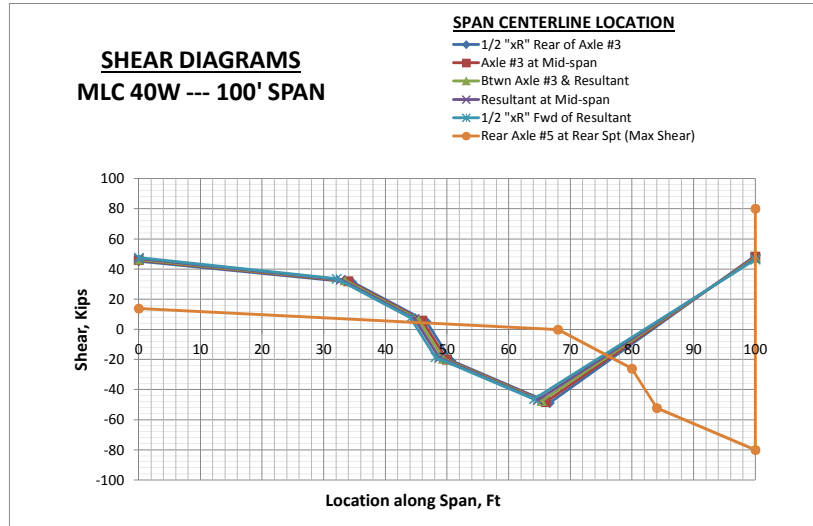 SHEAR DIAGRAMS
MLC 40W --- 100' SPAN
SPAN CENTERLINE LOCATION
1/2 "xR" Rear of Axle #3
Axle #3 at Mid-span
Btwn Axle #3 & Resultant
Resultant at Mid-span
1/2 "xR" Fwd of Resultant
Rear Axle #5 at Rear Spt (Max Shear)
Shear, Kips
100
80
60
40
20
0
-20
-40
-60
-80
-100
0 10 20 30 40 50 60 70 80 90 100
Location along Span, Ft